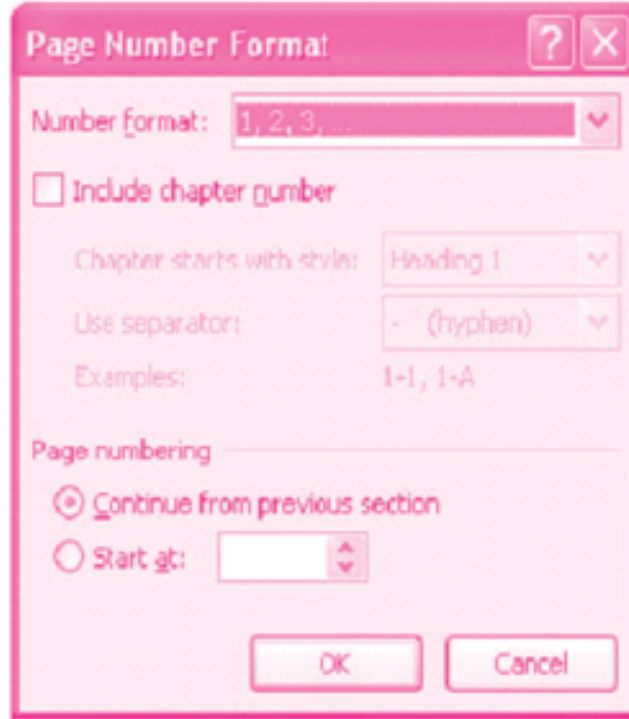 Page Number Format
Number format: 1, 2, 3, ...
Include chapter number
Chapter starts with style: Heading 1
Use separator: - (hyphen)
Examples: 1-1, 1-A
Page numbering
Continue from previous section
Start at:
OK Cancel